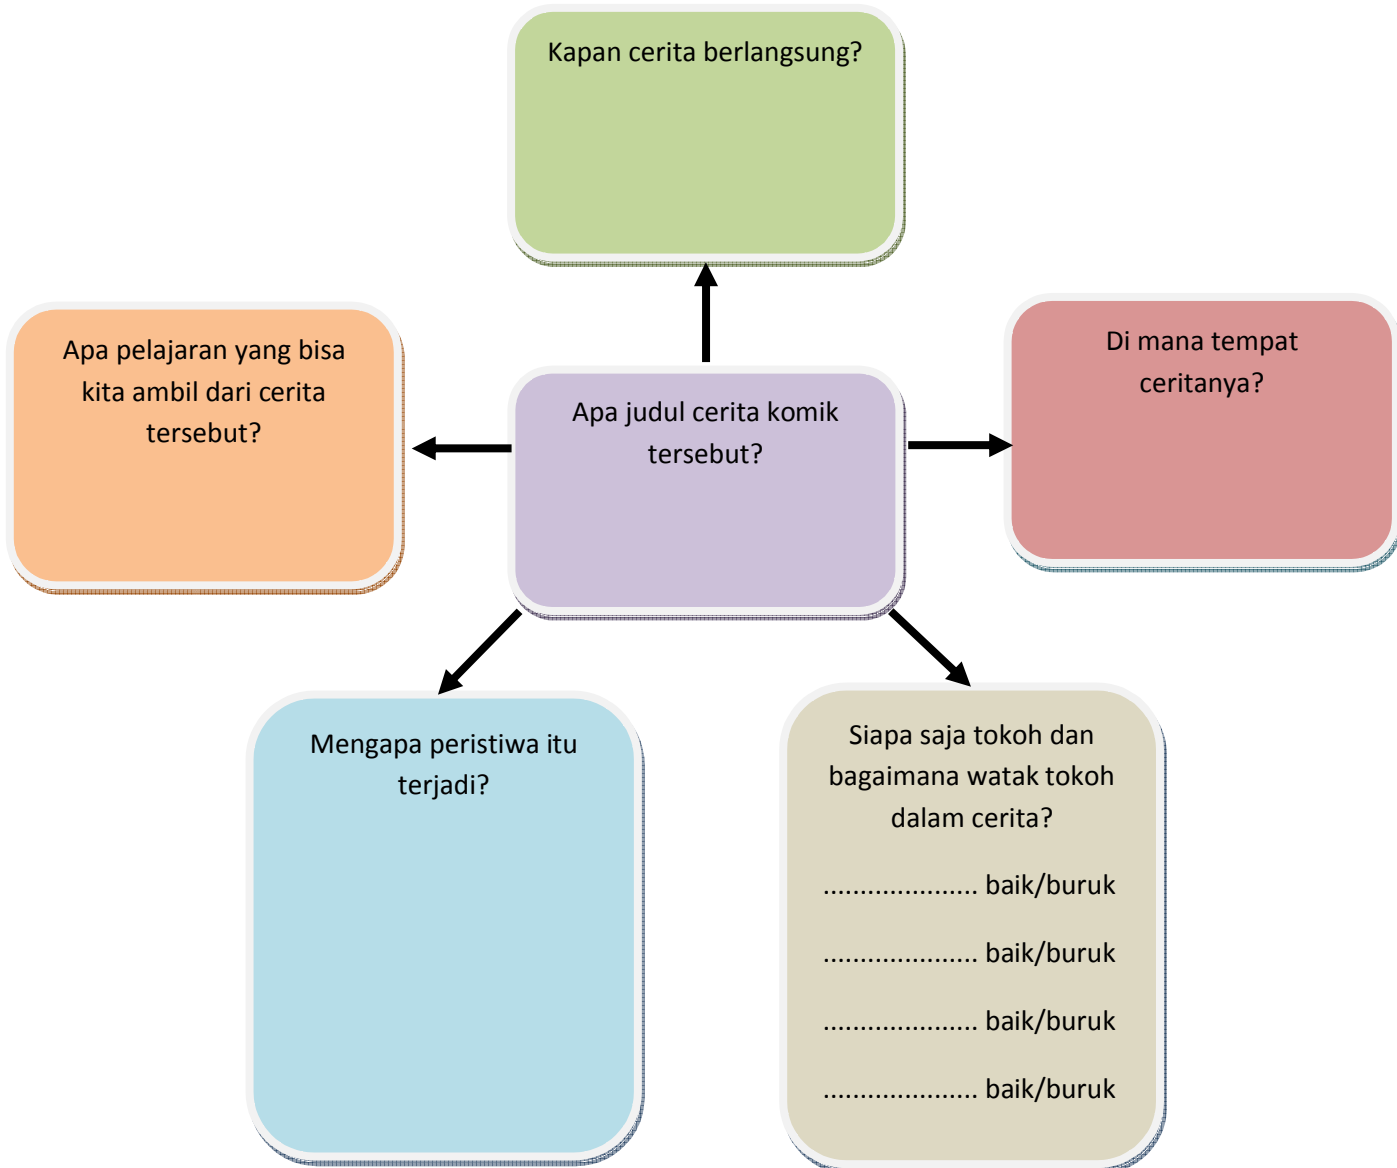 Kapan cerita berlangsung?
Apa pelajaran yang bisa
kita ambil dari cerita
tersebut?
Apa judul cerita komik
tersebut?
Di mana tempat
ceritanya?
Mengapa peristiwa itu
terjadi?
Siapa saja tokoh dan
bagaimana watak tokoh
dalam cerita?
..................... baik/buruk
..................... baik/buruk
..................... baik/buruk
..................... baik/buruk